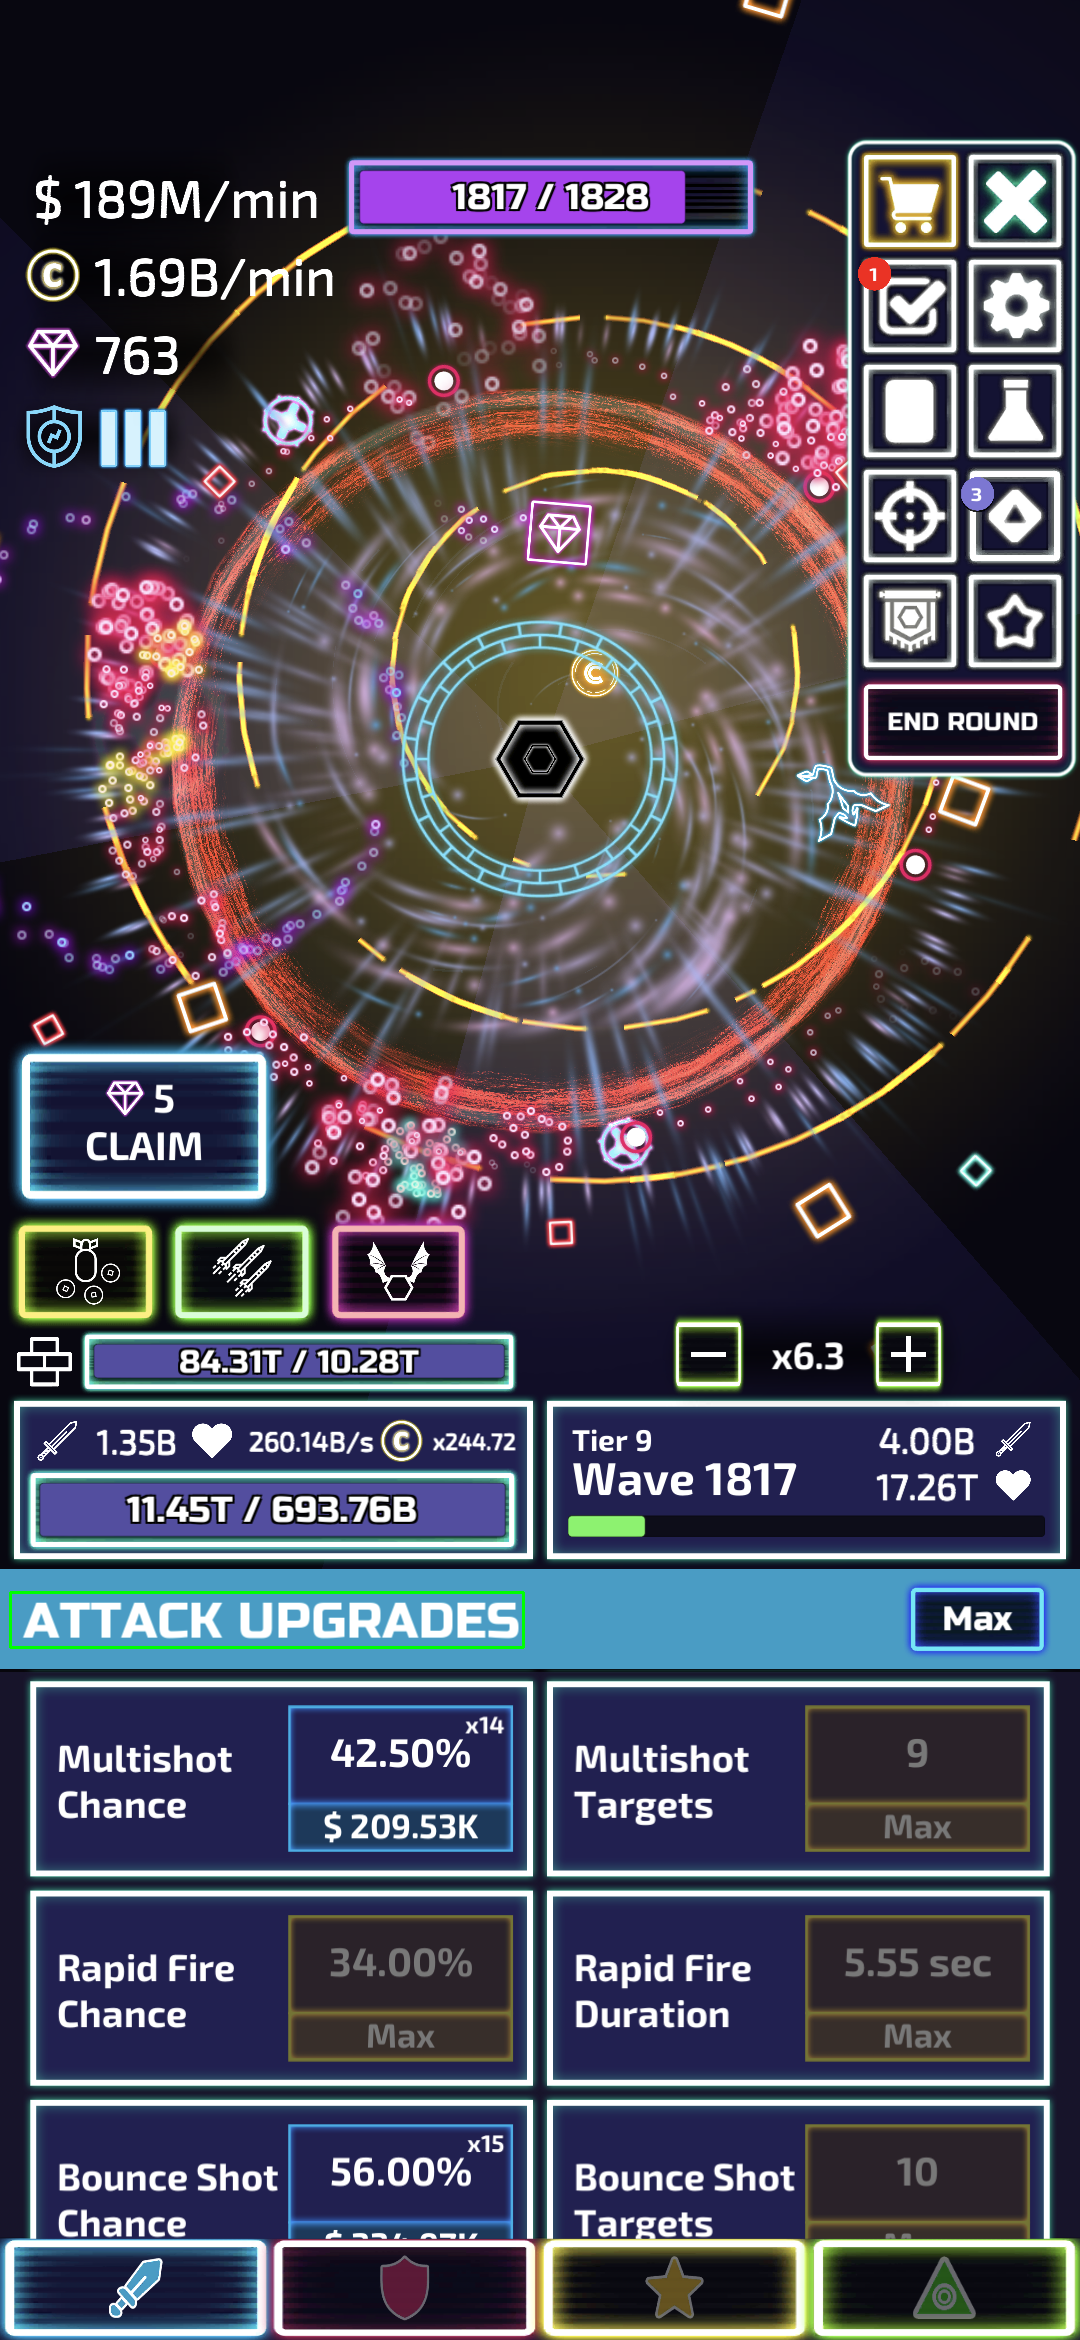 $ 189M/min
1817 / 1828
C 1.69B/min
763
1
3
END ROUND
C
5
CLAIM
84.31T / 10.28T
x6.3
1.35B 260.14B/s C x244.72
11.45T / 693.76B
Tier 9 4.00B
Wave 1817 17.26T
ATTACK UPGRADES
Max
Multishot Chance
x14
42.50%
$ 209.53K
Multishot Targets
9
Max
Rapid Fire Chance
34.00%
Max
Rapid Fire Duration
5.55 sec
Max
Bounce Shot Chance
x15
56.00%
Bounce Shot Targets
10